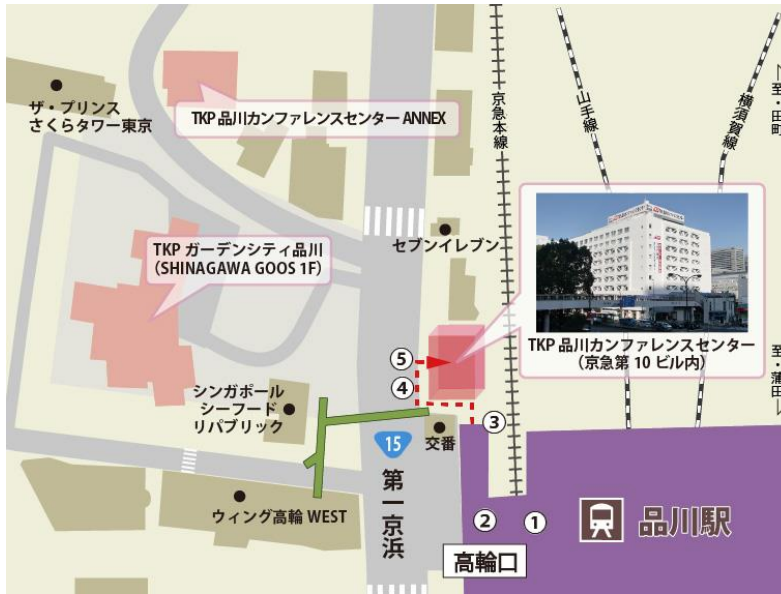 ザ・プリンス
さくらタワー東京
TKP 品川カンファレンスセンター ANNEX
京急本線
山手線
横須賀線
至・田町
TKP ガーデンシティ品川
(SHINAGAWA GOOS 1F)
セブンイレブン
TKP 品川カンファレンスセンター
(京急第 10 ビル内)
至・蒲田
⑤
④
③
シンガポール
シーフード
リパブリック
15
交番
第一京浜
ウィング高輪 WEST
②
①
品川駅
高輪口